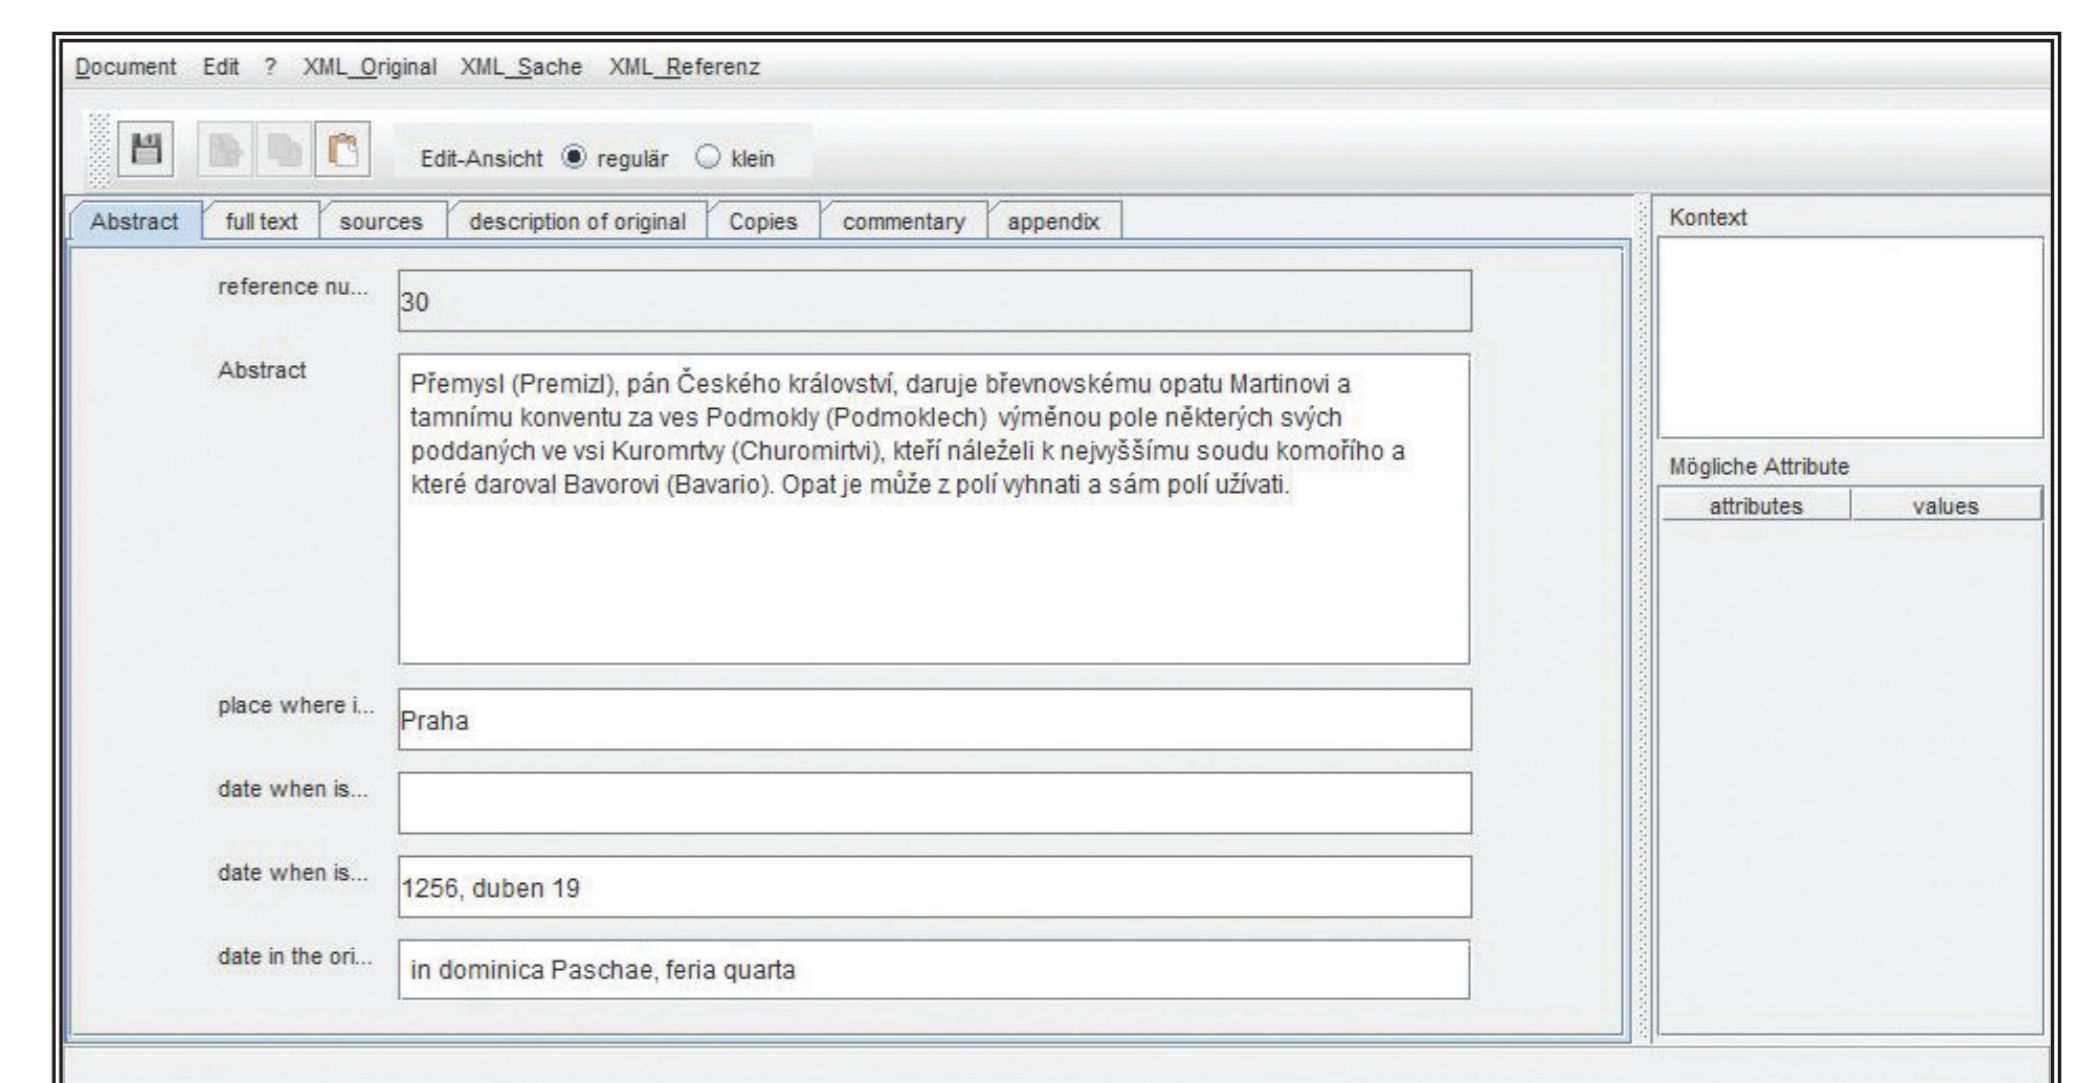 Document Edit ? XML_Original XML_Sache XML_Referenz
Edit-Ansicht regulär klein
Abstract full text sources description of original Copies commentary appendix
Kontext
reference nu... 30
Abstract
Přemysl (Premizl), pán Českého království, daruje břevnovskému opatu Martinovi a
tamnímu konventu za ves Podmokly (Podmoklech) výměnou pole některých svých
poddaných ve vsi Kuromrtvy (Churomirtvi), kteří náleželi k nejvyššímu soudu komořího a
které daroval Bavorovi (Bavario). Opat je může z polí vyhnati a sám polí užívati.
Mögliche Attribute
attributes values
place where i... Praha
date when is...
date when is... 1256, duben 19
date in the ori... in dominica Paschae, feria quarta